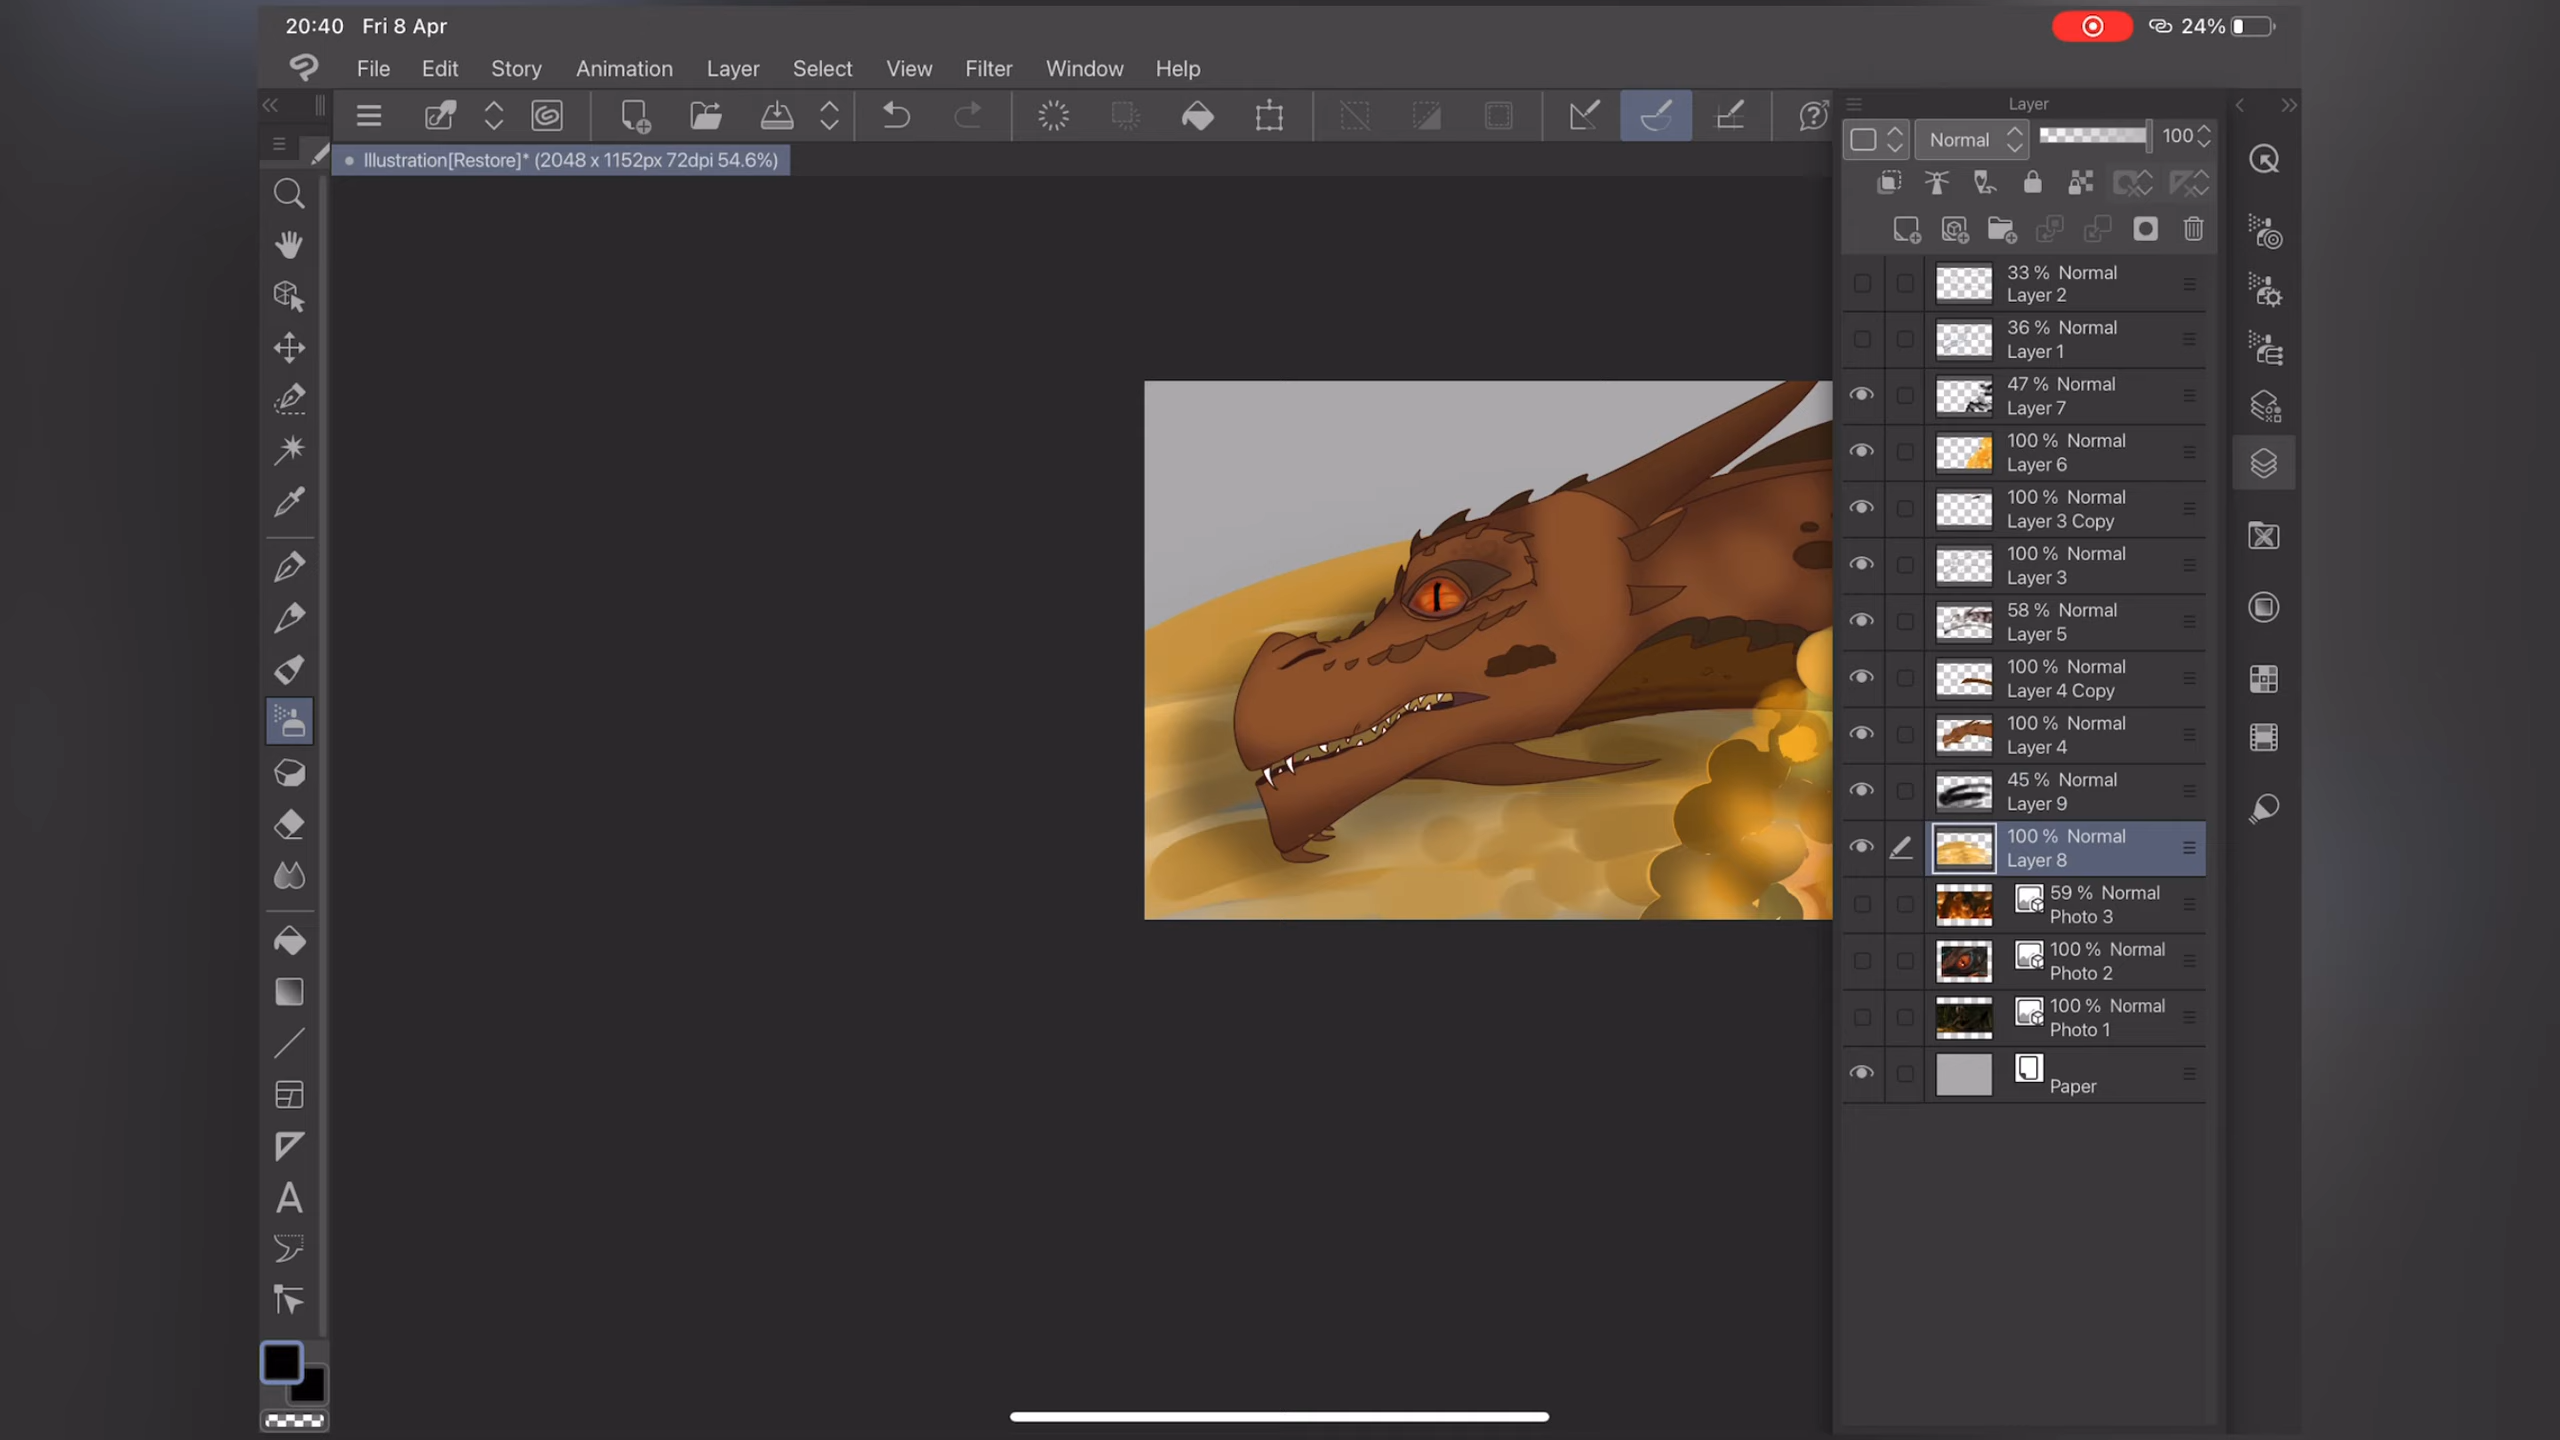 20:40 Fri 8 Apr
24%
File Edit Story Animation Layer Select View Filter Window Help
Layer
Normal 100
Illustration[Restore]* (2048 x 1152px 72dpi 54.6%)
33 % Normal
Layer 2
36 % Normal
Layer 1
47 % Normal
Layer 7
100 % Normal
Layer 6
100 % Normal
Layer 3 Copy
100 % Normal
Layer 3
58 % Normal
Layer 5
100 % Normal
Layer 4 Copy
100 % Normal
Layer 4
45 % Normal
Layer 9
100 % Normal
Layer 8
59 % Normal
Photo 3
100 % Normal
Photo 2
100 % Normal
Photo 1
Paper